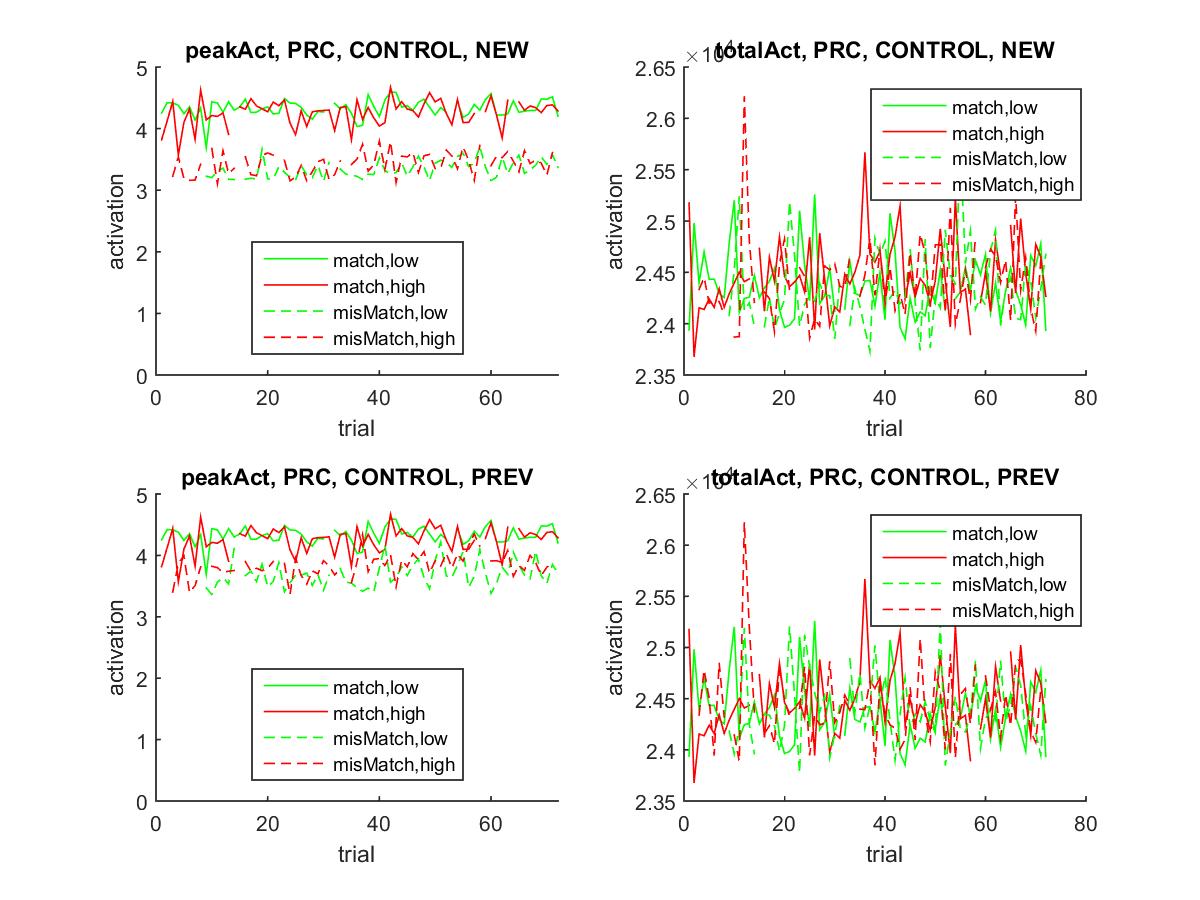 peakAct, PRC, CONTROL, NEW
5
4
3
2
1
0
0 20 40 60
activation
trial
match,low
match,high
misMatch,low
misMatch,high
totalAct, PRC, CONTROL, NEW
×10^4
2.65
2.6
2.55
2.5
2.45
2.4
2.35
0 20 40 60 80
activation
trial
match,low
match,high
misMatch,low
misMatch,high
peakAct, PRC, CONTROL, PREV
5
4
3
2
1
0
0 20 40 60
activation
trial
match,low
match,high
misMatch,low
misMatch,high
totalAct, PRC, CONTROL, PREV
×10^4
2.65
2.6
2.55
2.5
2.45
2.4
2.35
0 20 40 60 80
activation
trial
match,low
match,high
misMatch,low
misMatch,high